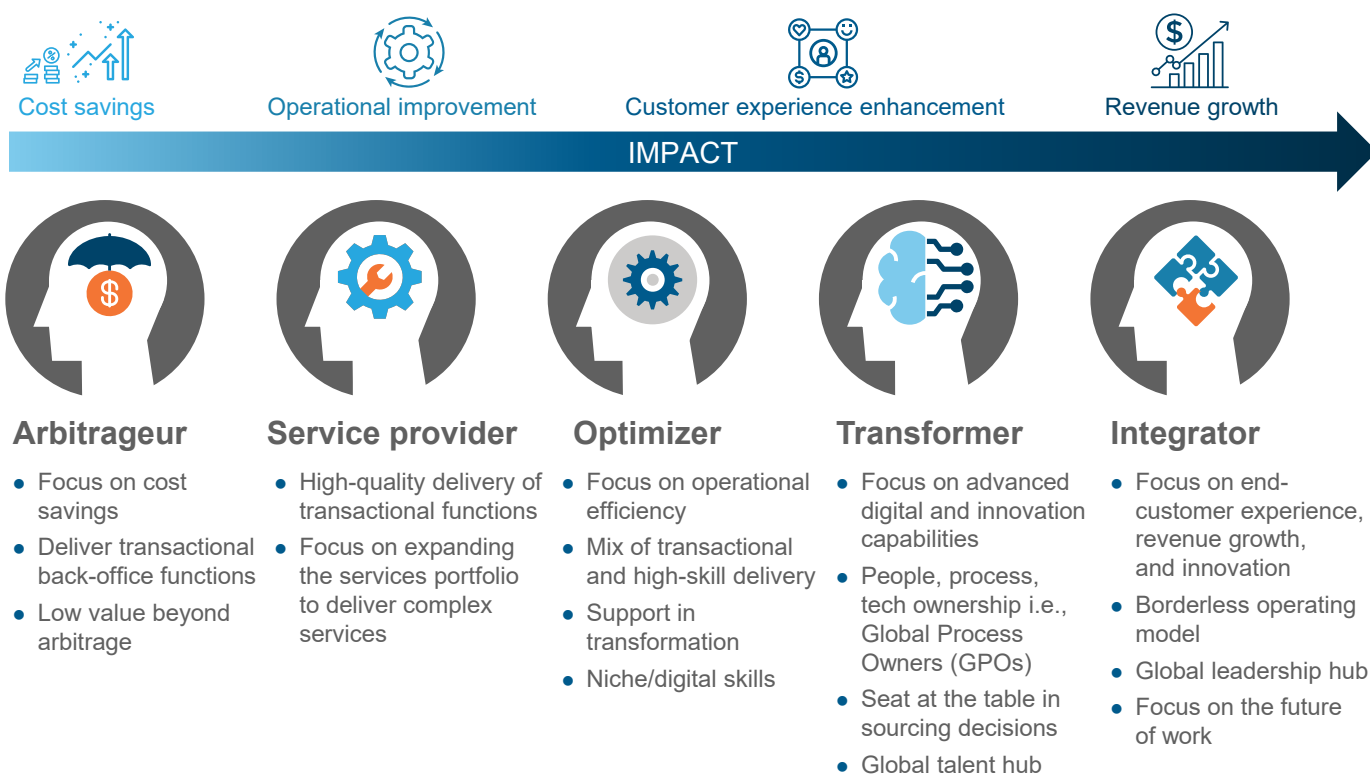 Cost savings
Operational improvement
Customer experience enhancement
Revenue growth
IMPACT
Arbitrageur
• Focus on cost
savings
• Deliver transactional
back-office functions
• Low value beyond
arbitrage
Service provider
• High-quality delivery of
transactional functions
• Focus on expanding
the services portfolio
to deliver complex
services
Optimizer
• Focus on operational
efficiency
• Mix of transactional
and high-skill delivery
• Support in
transformation
• Niche/digital skills
Transformer
• Focus on advanced
digital and innovation
capabilities
• People, process,
tech ownership i.e.,
Global Process
Owners (GPOs)
• Seat at the table in
sourcing decisions
• Global talent hub
Integrator
• Focus on end-
customer experience,
revenue growth,
and innovation
• Borderless operating
model
• Global leadership hub
• Focus on the future
of work